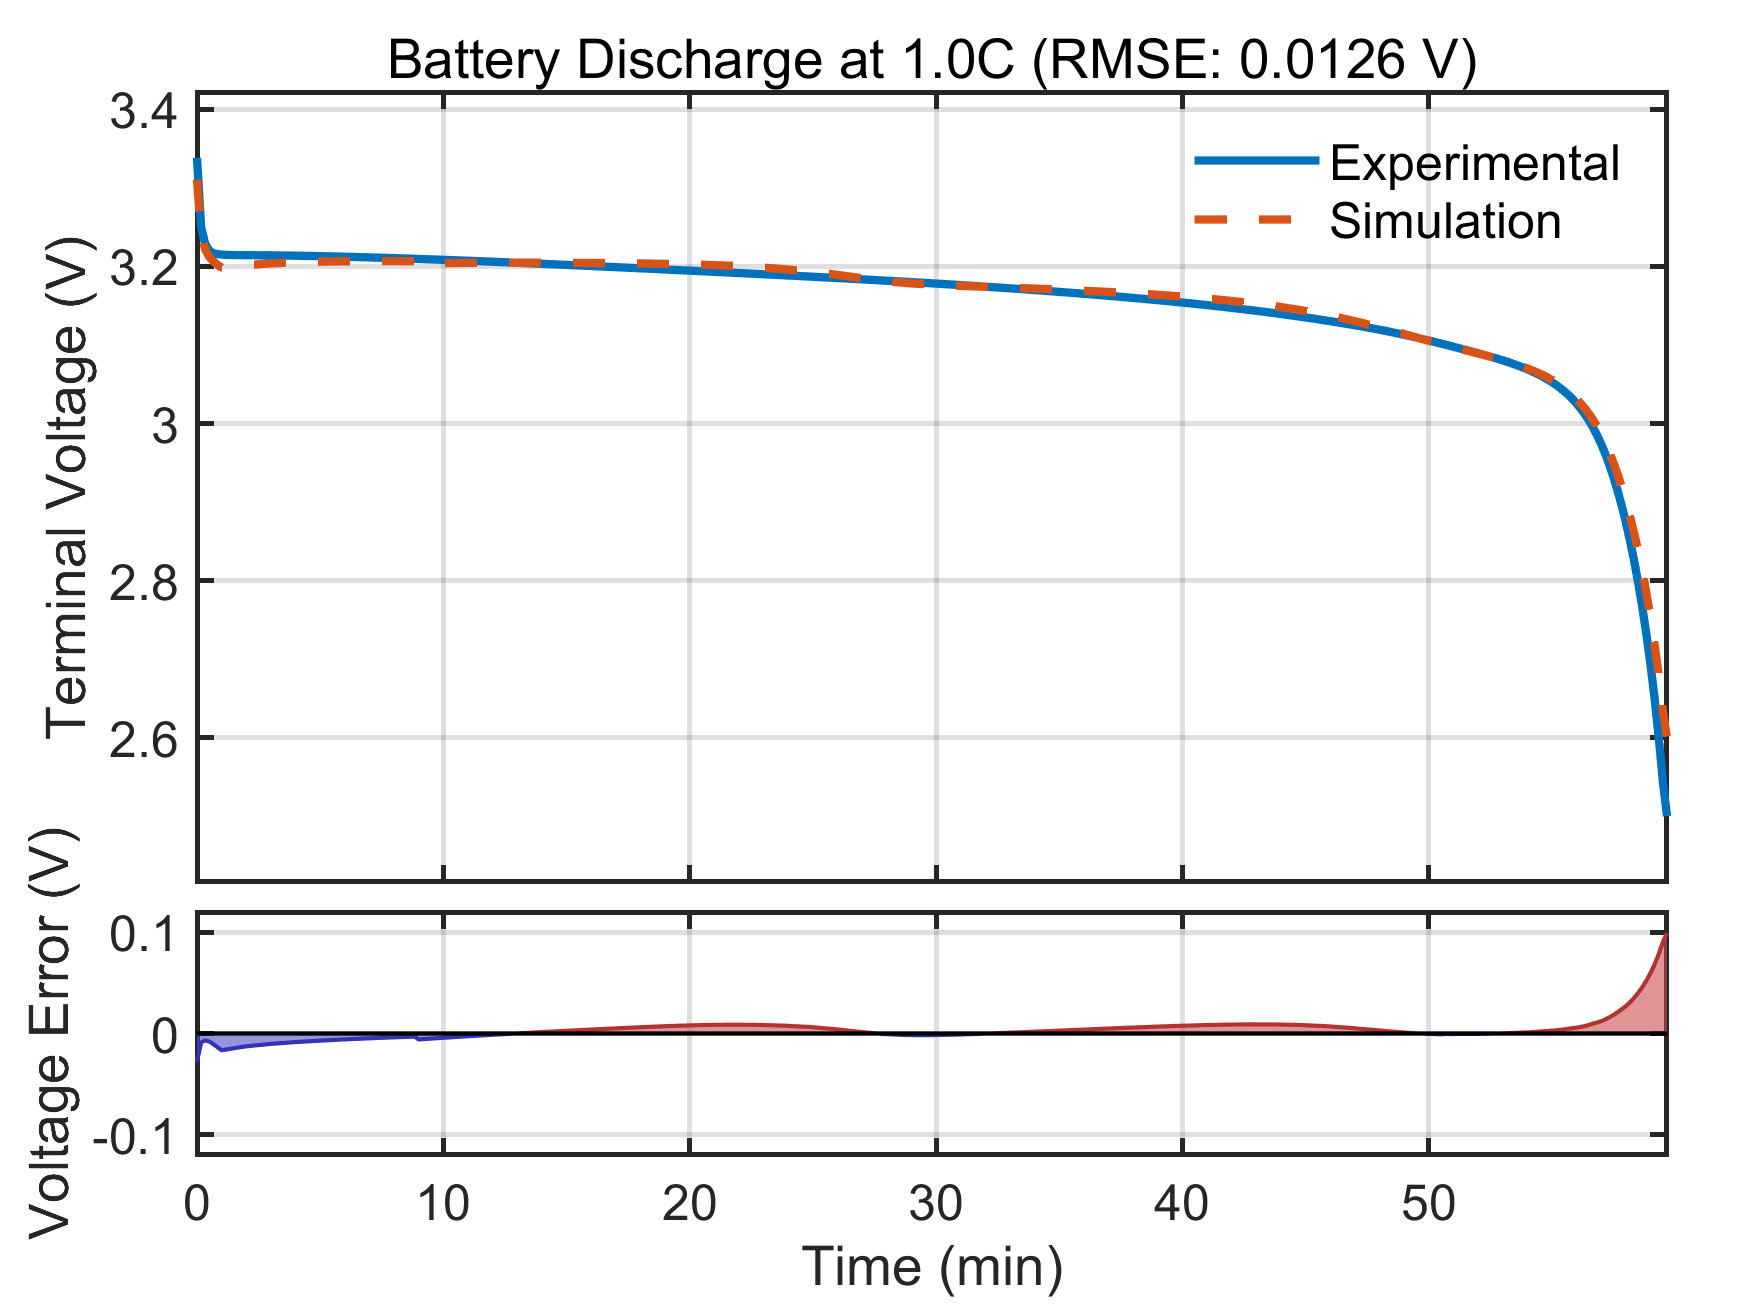 Battery Discharge at 1.0C (RMSE: 0.0126 V)
Terminal Voltage (V)
3.4
3.2
3
2.8
2.6
Experimental
Simulation
Voltage Error (V)
0.1
0
-0.1
0 10 20 30 40 50
Time (min)